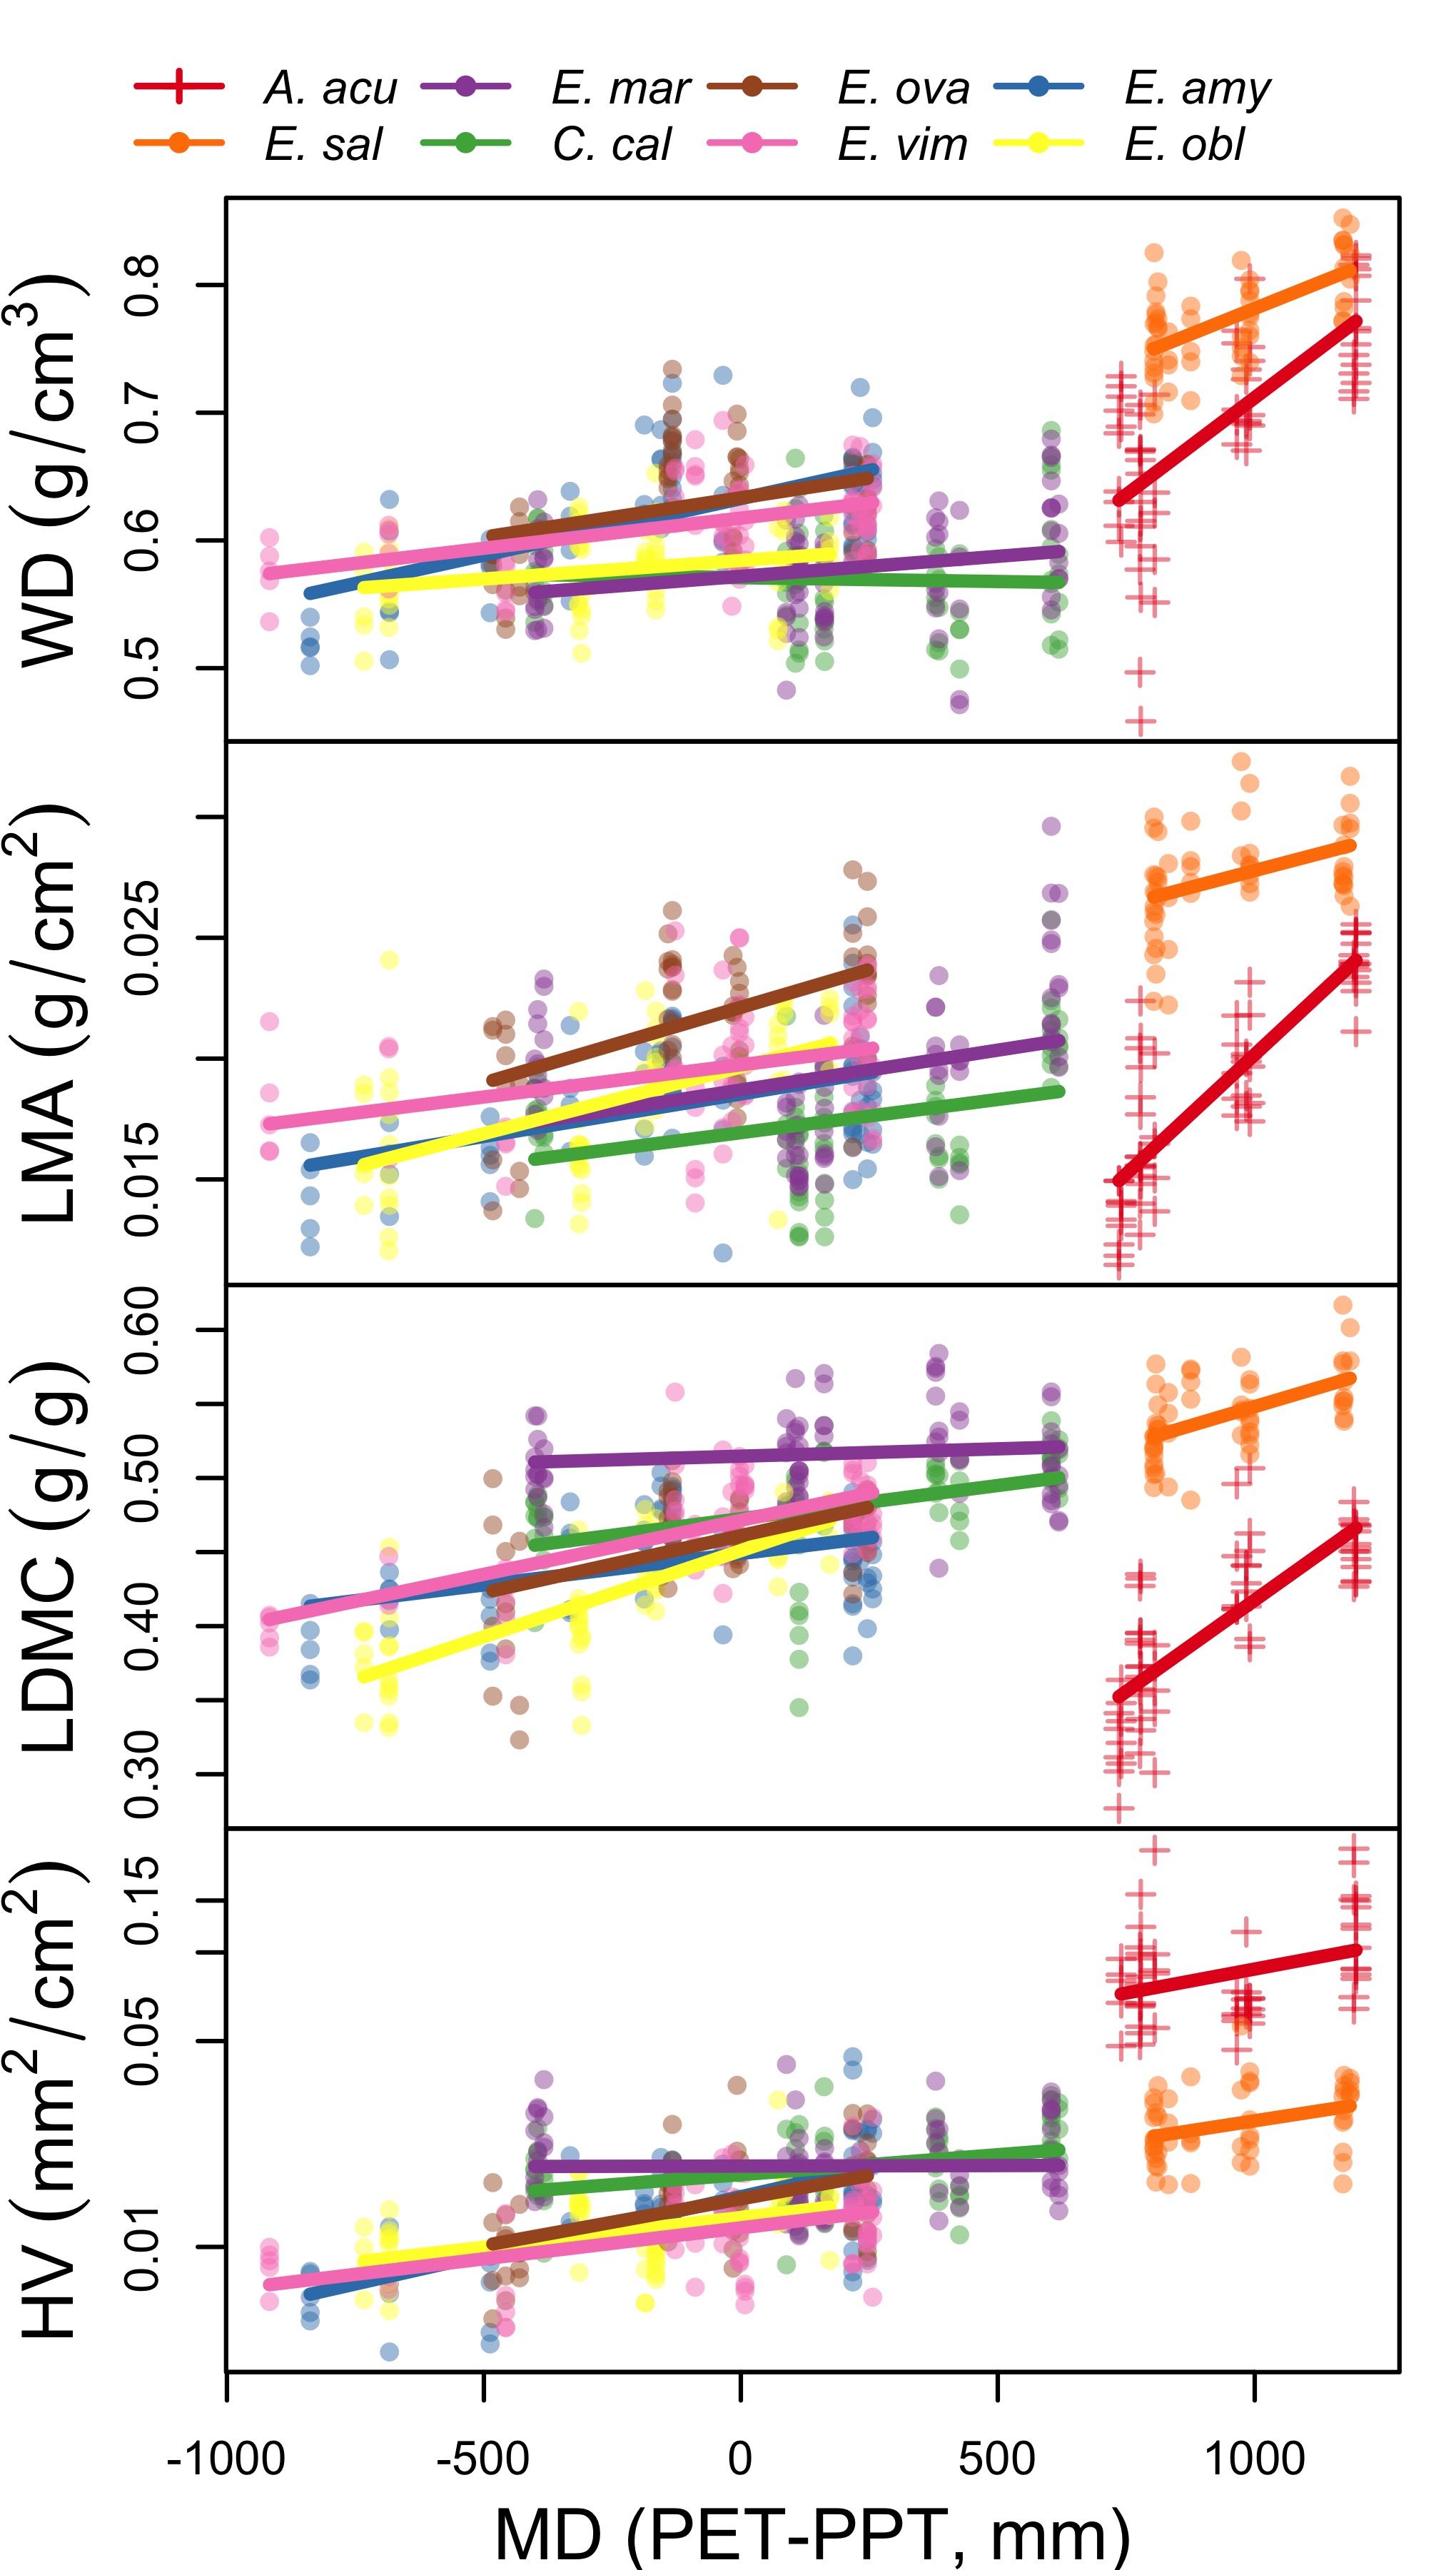 A. acu E. mar E. ova E. amy
E. sal C. cal E. vim E. obl
WD (g/cm³)
0.8
0.7
0.6
0.5
LMA (g/cm²)
0.025
0.015
LDMC (g/g)
0.60
0.50
0.40
0.30
HV (mm²/cm²)
0.15
0.05
0.01
-1000 -500 0 500 1000
MD (PET-PPT, mm)